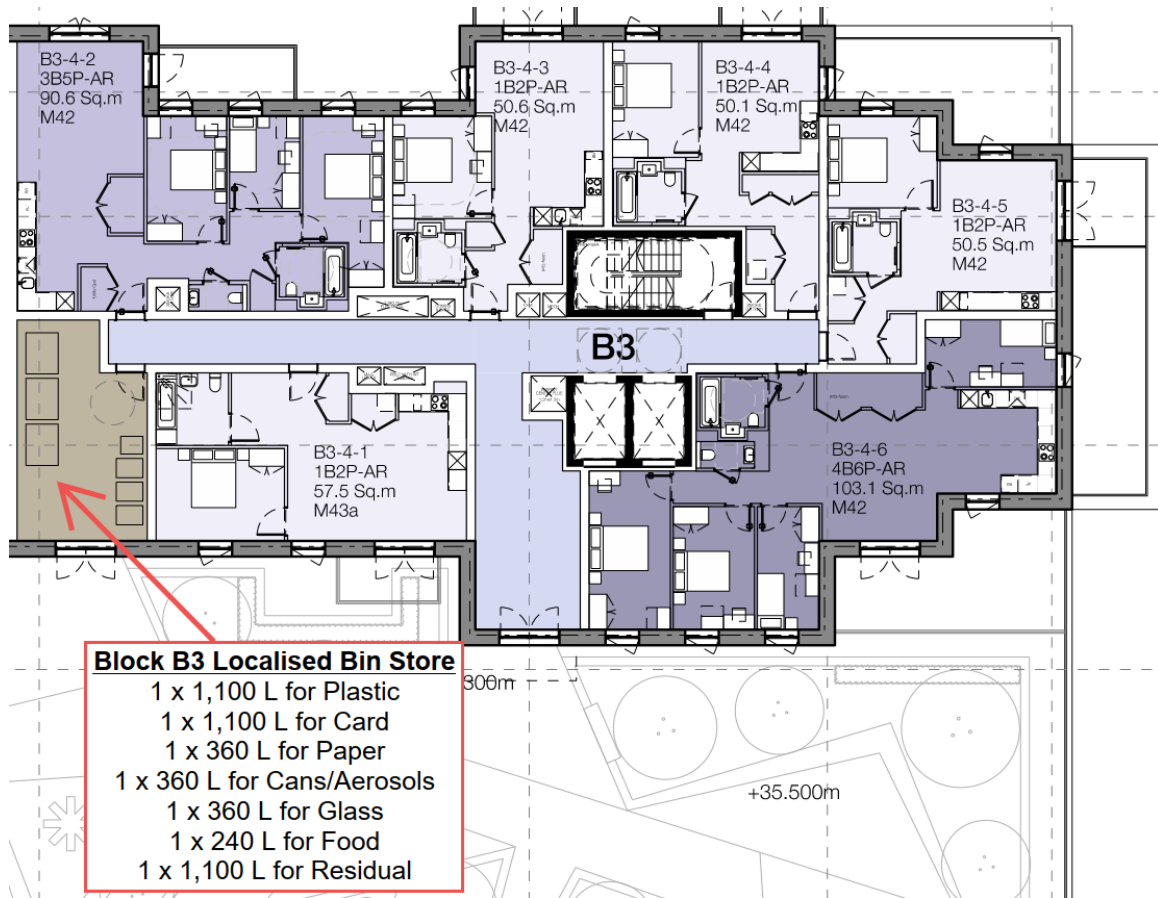 B3-4-2
3B5P-AR
90.6 Sq.m
M42
B3-4-3
1B2P-AR
50.6 Sq.m
M42
B3-4-4
1B2P-AR
50.1 Sq.m
M42
B3-4-5
1B2P-AR
50.5 Sq.m
M42
B3
B3-4-1
1B2P-AR
57.5 Sq.m
M43a
B3-4-6
4B6P-AR
103.1 Sq.m
M42
Block B3 Localised Bin Store
1 x 1,100 L for Plastic
1 x 1,100 L for Card
1 x 360 L for Paper
1 x 360 L for Cans/Aerosols
1 x 360 L for Glass
1 x 240 L for Food
1 x 1,100 L for Residual
300m
+35.500m